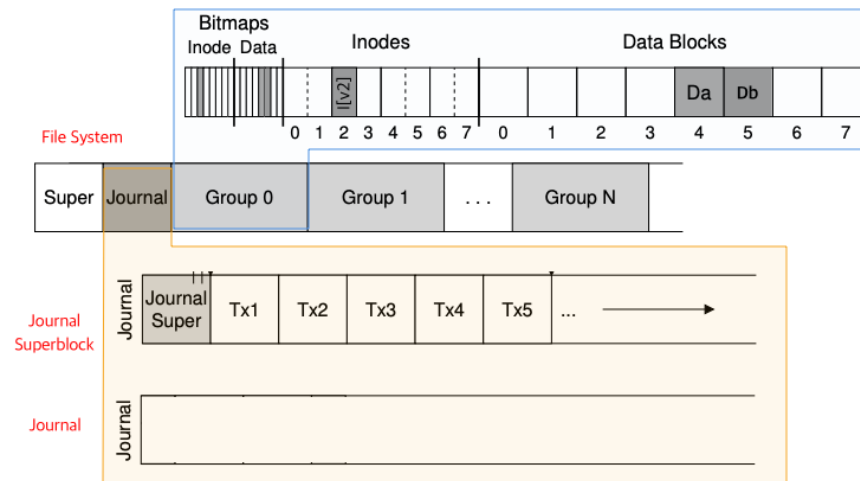 Bitmaps
Inode Data
Inodes
Data Blocks
I[v2]
Da
Db
0 1 2 3 4 5 6 7
0 1 2 3 4 5 6 7
File System
Super
Journal
Group 0
Group 1
. . .
Group N
Journal
Superblock
Journal
Journal
Super
Tx1
Tx2
Tx3
Tx4
Tx5
...
Journal
Journal